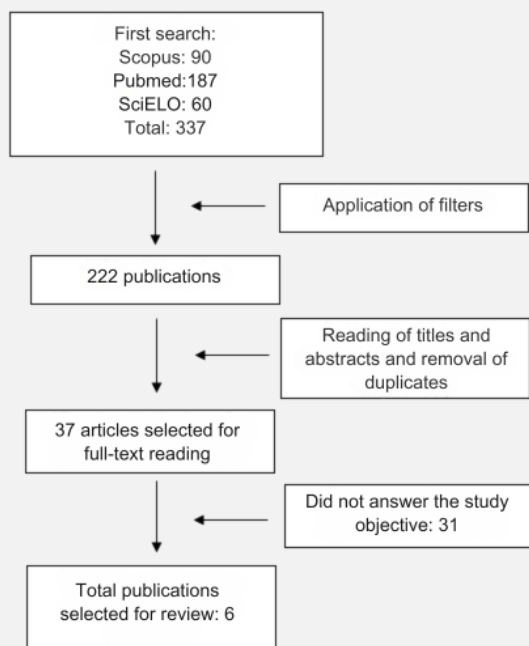 First search:
Scopus: 90
Pubmed:187
SciELO: 60
Total: 337
Application of filters
222 publications
Reading of titles and
abstracts and removal of
duplicates
37 articles selected for
full-text reading
Did not answer the study
objective: 31
Total publications
selected for review: 6